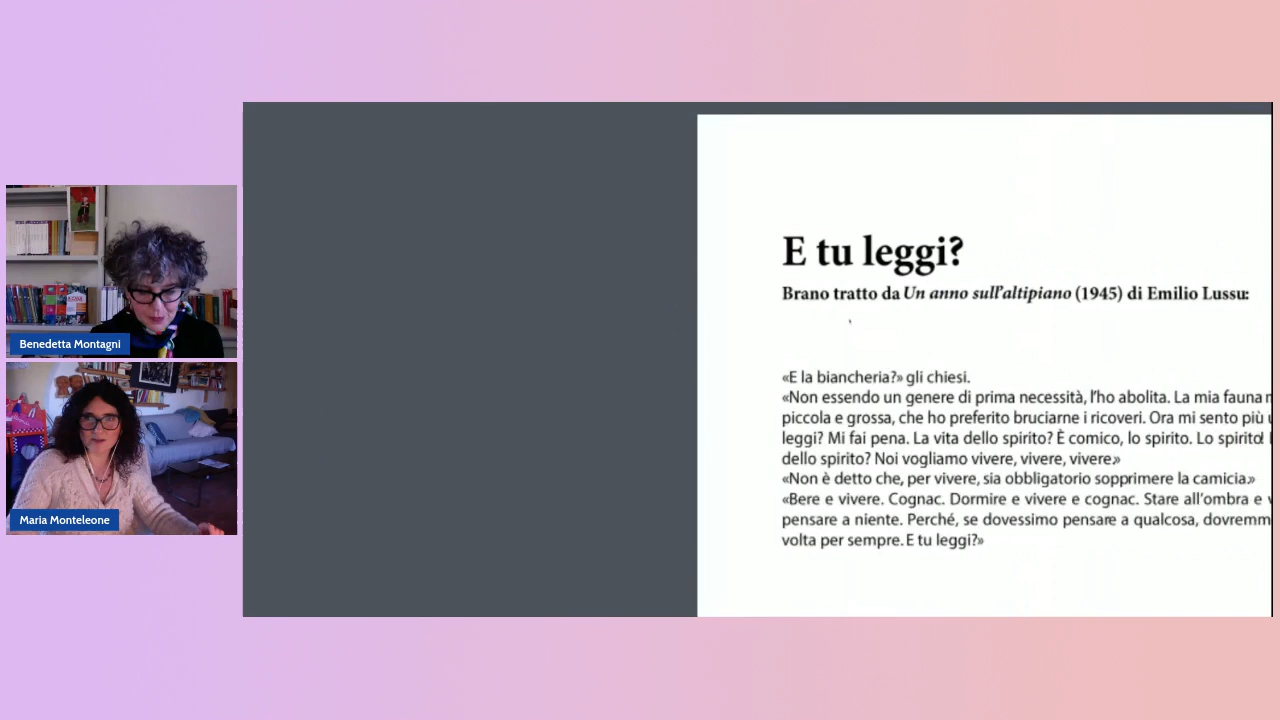 E tu leggi?
Brano tratto da Un anno sull'altipiano (1945) di Emilio Lussu:
«E la biancheria?» gli chiesi.
«Non essendo un genere di prima necessità, l'ho abolita. La mia fauna
piccola e grossa, che ho preferito bruciarne i ricoveri. Ora mi sento più
leggi? Mi fai pena. La vita dello spirito? È comico, lo spirito. Lo spirito!
dello spirito? Noi vogliamo vivere, vivere, vivere»
«Non è detto che, per vivere, sia obbligatorio sopprimere la camicia.»
«Bere e vivere. Cognac. Dormire e vivere e cognac. Stare all'ombra e
pensare a niente. Perché, se dovessimo pensare a qualcosa, dovremm
volta per sempre. E tu leggi?»
Benedetta Montagni
Maria Monteleone